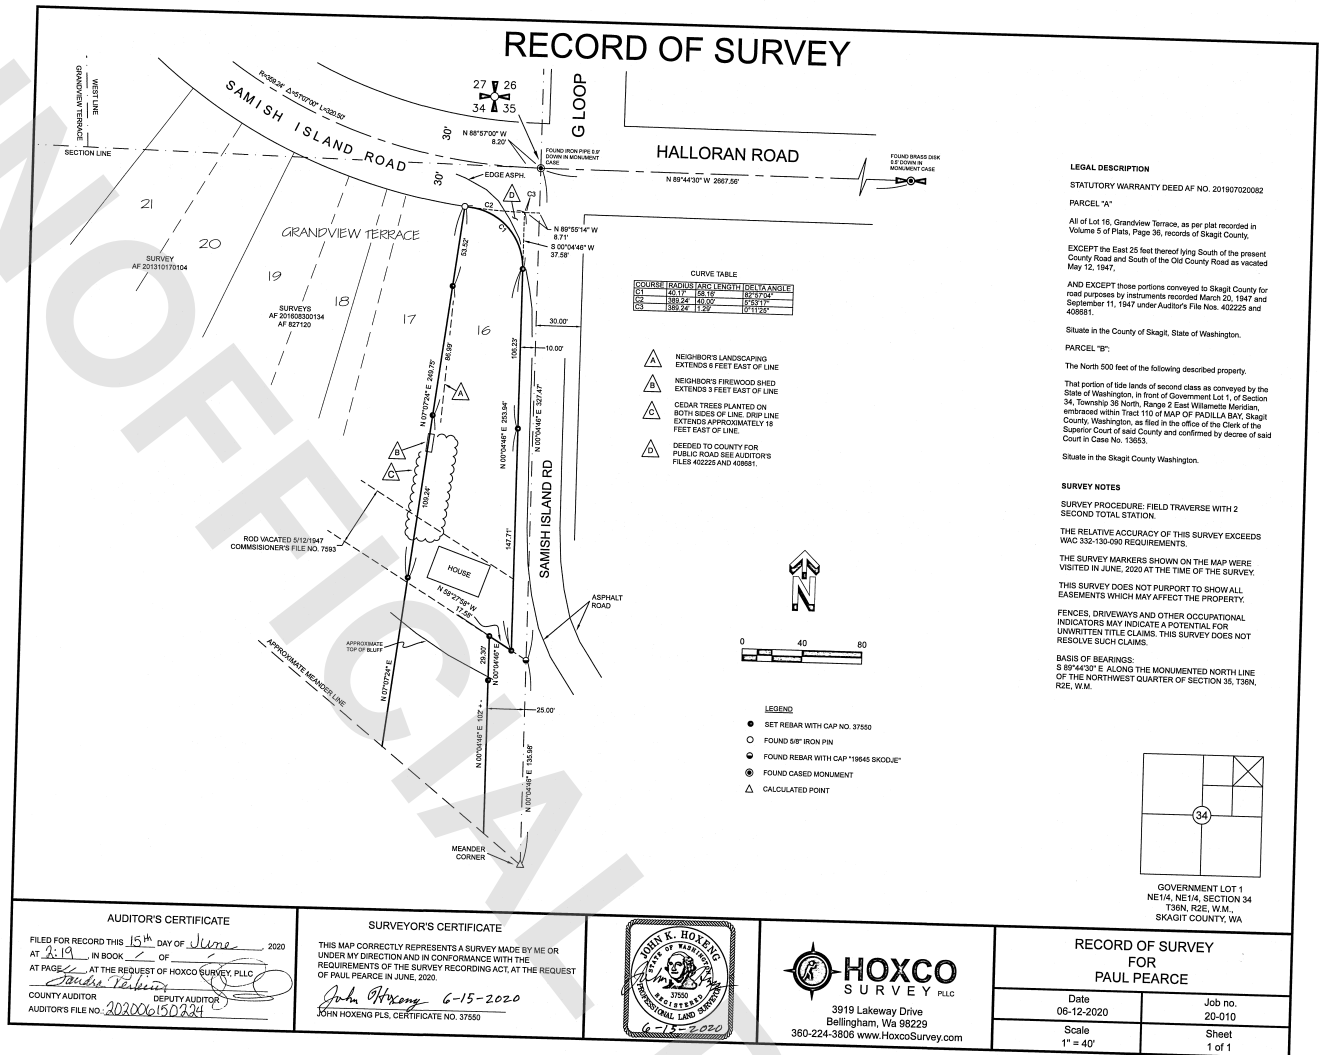 RECORD OF SURVEY
WEST LINE
GRANDVIEW TERRACE
R=359.24' Δ=51°07'00" L=320.50'
SAMISH ISLAND ROAD
27 26
34 35
G LOOP
30'
30'
N 88°57'00" W
8.20'
FOUND IRON PIPE 0.9'
DOWN IN MONUMENT
CASE
HALLORAN ROAD
N 89°44'30" W 2667.56'
FOUND BRASS DISK
0.5' DOWN IN
MONUMENT CASE
SECTION LINE
EDGE ASPH.
D
C3
C2
C1
N 89°55'14" W
8.71'
S 00°04'46" W
37.58'
21
20
19
18
17
16
GRANDVIEW TERRACE
SURVEY
AF 201310170104
SURVEYS
AF 201608300134
AF 827120
53.52'
86.99'
N 07°07'24" E 249.75'
109.24'
106.23'
N 00°04'46" E 253.94'
147.71'
N 00°04'46" E 327.47'
30.00'
10.00'
SAMISH ISLAND RD
A
B
C
ROD VACATED 5/12/1947
COMMSISIONER'S FILE NO. 7593
HOUSE
N 58°27'58" W
17.58'
ASPHALT
ROAD
APPROXIMATE
TOP OF BLUFF
APPROXIMATE MEANDER LINE
N 07°07'24" E
29.30'
N 00°04'46" E
N 00°04'46" E 102' + -
25.00'
N 00°04'46" E 135.98'
MEANDER
CORNER
CURVE TABLE
COURSE RADIUS ARC LENGTH DELTA ANGLE
C1 40.17' 58.16' 82°57'04"
C2 389.24' 40.00' 5°53'17"
C3 389.24' 1.29' 0°11'25"
A NEIGHBOR'S LANDSCAPING
EXTENDS 6 FEET EAST OF LINE
B NEIGHBOR'S FIREWOOD SHED
EXTENDS 3 FEET EAST OF LINE
C CEDAR TREES PLANTED ON
BOTH SIDES OF LINE. DRIP LINE
EXTENDS APPROXIMATELY 18
FEET EAST OF LINE.
D DEEDED TO COUNTY FOR
PUBLIC ROAD SEE AUDITOR'S
FILES 402225 AND 408681.
N
0 40 80
LEGEND
SET REBAR WITH CAP NO. 37550
FOUND 5/8" IRON PIN
FOUND REBAR WITH CAP "19645 SKODJE"
FOUND CASED MONUMENT
CALCULATED POINT
LEGAL DESCRIPTION
STATUTORY WARRANTY DEED AF NO. 201907020082
PARCEL "A"
All of Lot 16, Grandview Terrace, as per plat recorded in
Volume 5 of Plats, Page 36, records of Skagit County,
EXCEPT the East 25 feet thereof lying South of the present
County Road and South of the Old County Road as vacated
May 12, 1947,
AND EXCEPT those portions conveyed to Skagit County for
road purposes by instruments recorded March 20, 1947 and
September 11, 1947 under Auditor's File Nos. 402225 and
408681.
Situate in the County of Skagit, State of Washington.
PARCEL "B":
The North 500 feet of the following described property.
That portion of tide lands of second class as conveyed by the
State of Washington, in front of Government Lot 1, of Section
34, Township 36 North, Range 2 East Willamette Meridian,
embraced within Tract 110 of MAP OF PADILLA BAY, Skagit
County, Washington, as filed in the office of the Clerk of the
Superior Court of said County and confirmed by decree of said
Court in Case No. 13653.
Situate in the Skagit County Washington.
SURVEY NOTES
SURVEY PROCEDURE: FIELD TRAVERSE WITH 2
SECOND TOTAL STATION.
THE RELATIVE ACCURACY OF THIS SURVEY EXCEEDS
WAC 332-130-090 REQUIREMENTS.
THE SURVEY MARKERS SHOWN ON THE MAP WERE
VISITED IN JUNE, 2020 AT THE TIME OF THE SURVEY.
THIS SURVEY DOES NOT PURPORT TO SHOW ALL
EASEMENTS WHICH MAY AFFECT THE PROPERTY.
FENCES, DRIVEWAYS AND OTHER OCCUPATIONAL
INDICATORS MAY INDICATE A POTENTIAL FOR
UNWRITTEN TITLE CLAIMS. THIS SURVEY DOES NOT
RESOLVE SUCH CLAIMS.
BASIS OF BEARINGS:
S 89°44'30" E ALONG THE MONUMENTED NORTH LINE
OF THE NORTHWEST QUARTER OF SECTION 35, T36N,
R2E, W.M.
34
GOVERNMENT LOT 1
NE1/4, NE1/4, SECTION 34
T36N, R2E, W.M.,
SKAGIT COUNTY, WA
UNOFFICIAL
AUDITOR'S CERTIFICATE
FILED FOR RECORD THIS 15th DAY OF June, 2020
AT 2:19, IN BOOK / OF /
AT PAGE / AT THE REQUEST OF HOXCO SURVEY, PLLC
COUNTY AUDITOR DEPUTY AUDITOR
AUDITOR'S FILE NO.: 202006150224
SURVEYOR'S CERTIFICATE
THIS MAP CORRECTLY REPRESENTS A SURVEY MADE BY ME OR
UNDER MY DIRECTION AND IN CONFORMANCE WITH THE
REQUIREMENTS OF THE SURVEY RECORDING ACT, AT THE REQUEST
OF PAUL PEARCE IN JUNE, 2020.
John Hoxeng 6-15-2020
JOHN HOXENG PLS, CERTIFICATE NO. 37550
JOHN K. HOXENG
STATE OF WASHINGTON
37550
REGISTERED
PROFESSIONAL LAND SURVEYOR
6-15-2020
HOXCO
SURVEY PLLC
3919 Lakeway Drive
Bellingham, Wa 98229
360-224-3806 www.HoxcoSurvey.com
RECORD OF SURVEY
FOR
PAUL PEARCE
Date
06-12-2020
Job no.
20-010
Scale
1" = 40'
Sheet
1 of 1